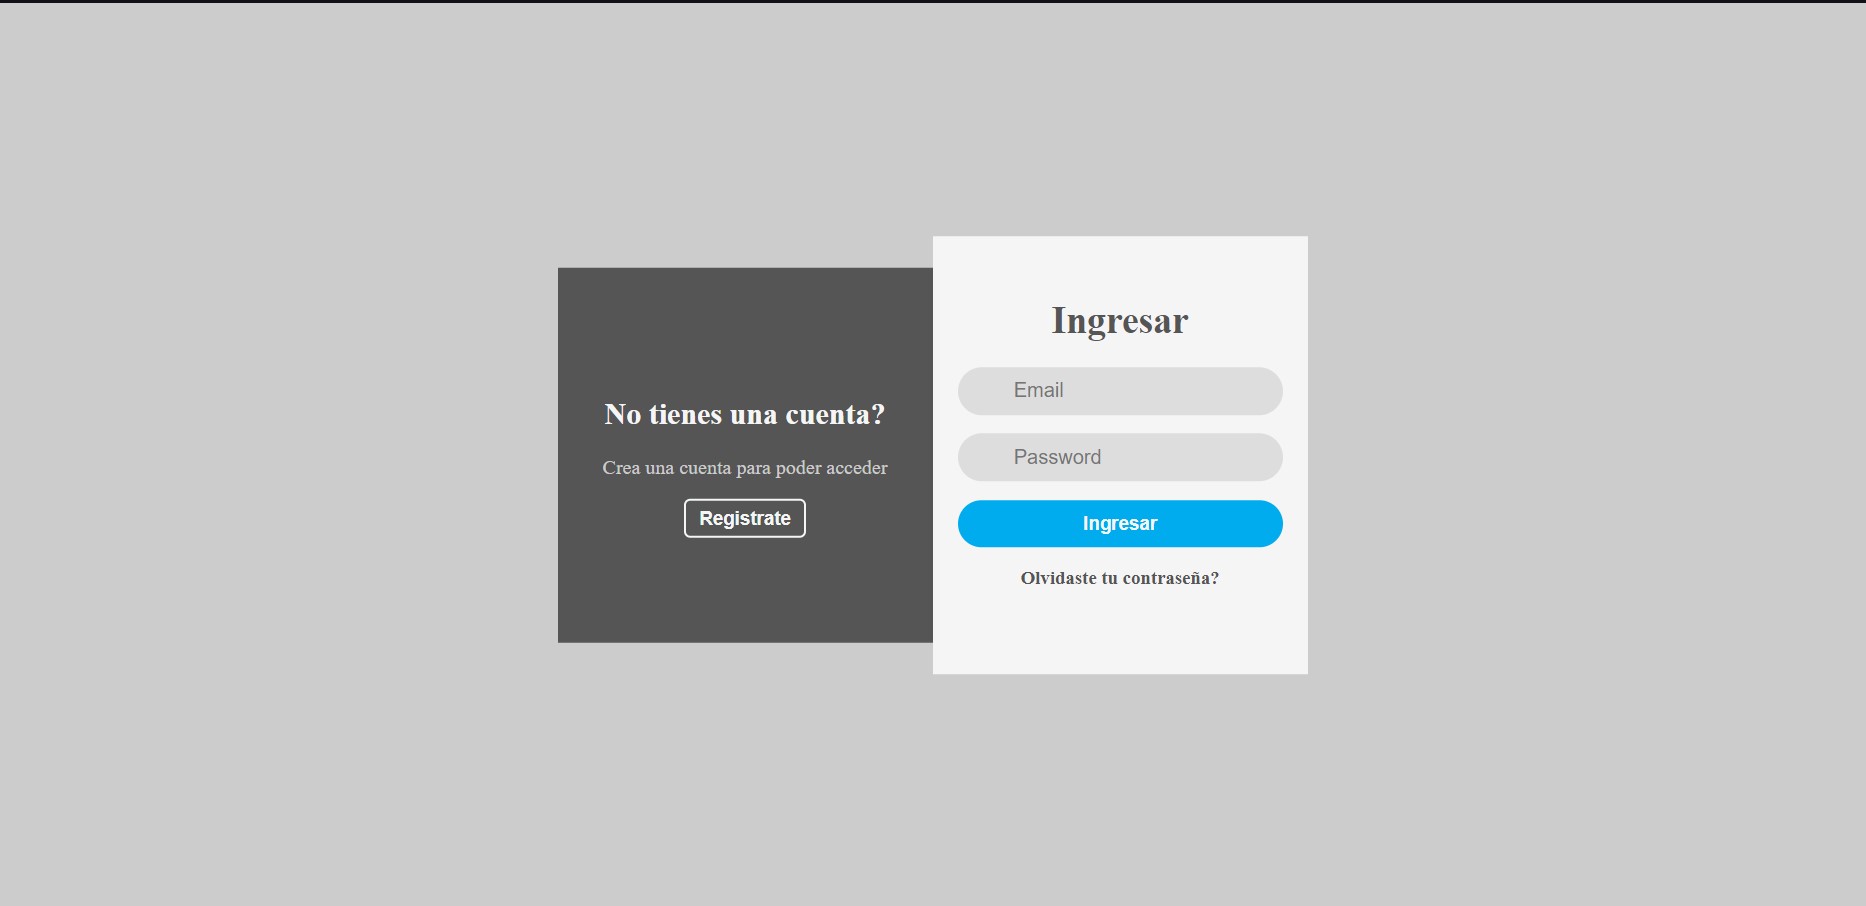 No tienes una cuenta?
Crea una cuenta para poder acceder
Registrate
Ingresar
Email
Password
Ingresar
Olvidaste tu contraseña?